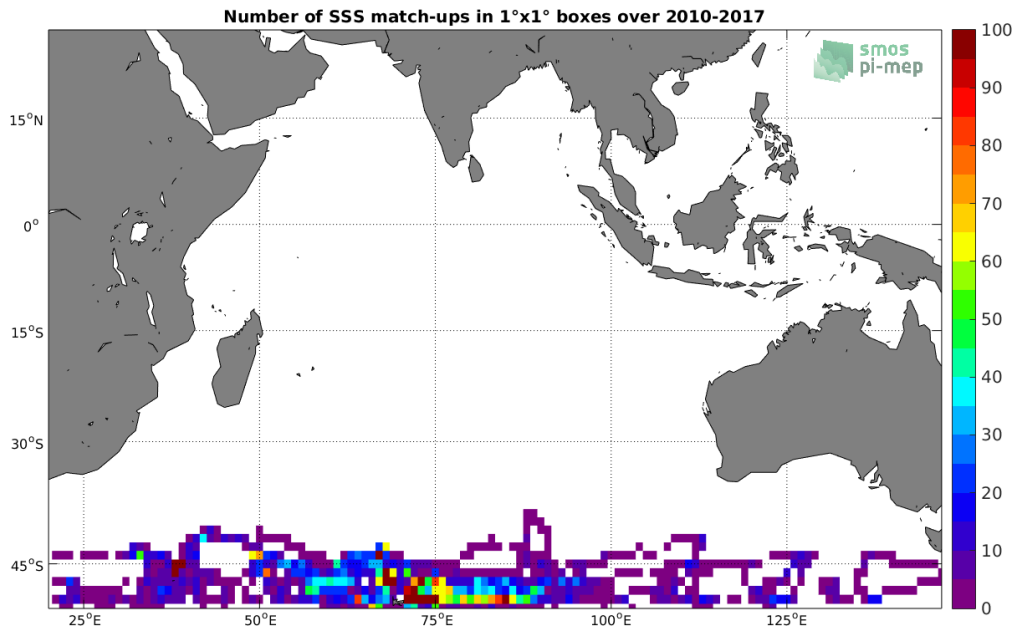 Number of SSS match-ups in 1°x1° boxes over 2010-2017
smos
pi-mep
100
90
80
70
60
50
40
30
20
10
0
15°N
0°
15°S
30°S
45°S
25°E
50°E
75°E
100°E
125°E